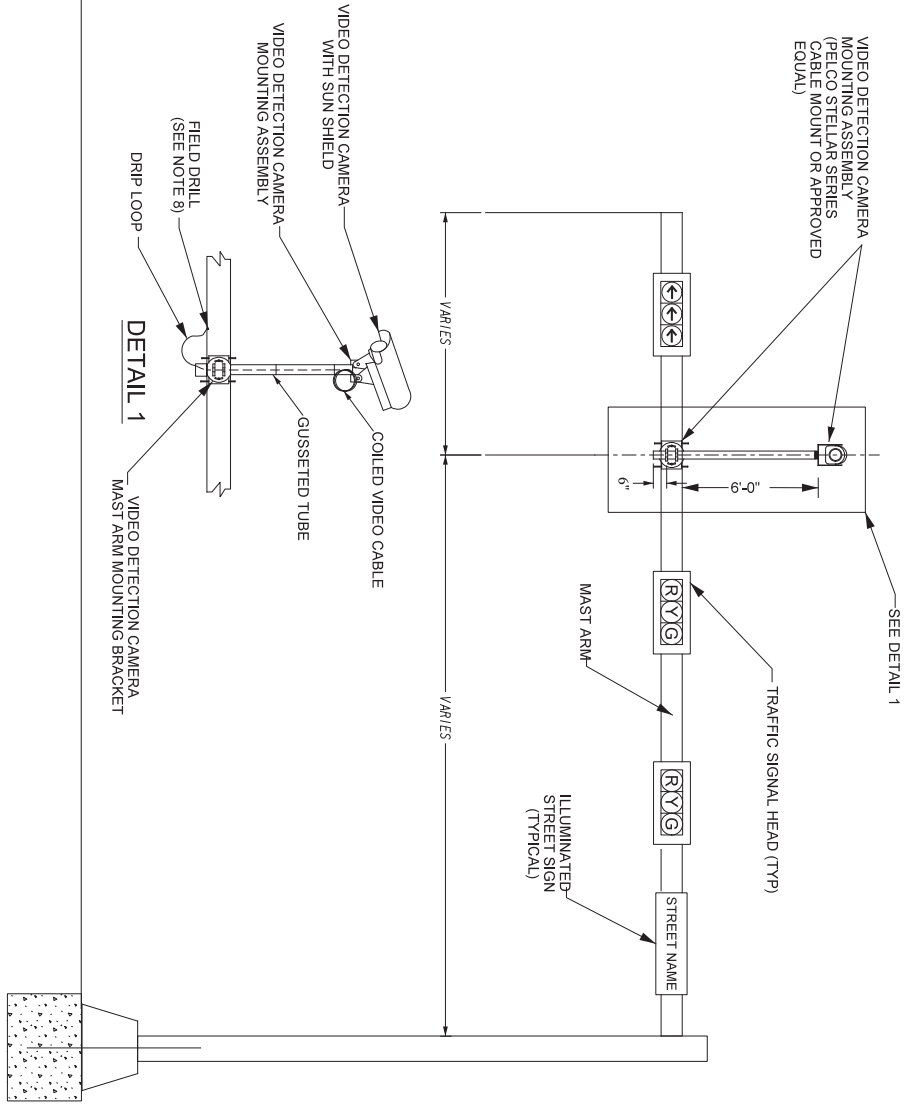 VIDEO DETECTION CAMERA
MOUNTING ASSEMBLY
(PELCO STELLAR SERIES
CABLE MOUNT OR APPROVED
EQUAL)
SEE DETAIL 1
6'-0"
6"
TRAFFIC SIGNAL HEAD (TYP)
R Y G
R Y G
MAST ARM
ILLUMINATED
STREET SIGN
(TYPICAL)
STREET NAME
VARIES
VARIES
VIDEO DETECTION CAMERA
WITH SUN SHIELD
VIDEO DETECTION CAMERA
MOUNTING ASSEMBLY
FIELD DRILL
(SEE NOTE 8)
DRIP LOOP
COILED VIDEO CABLE
GUSSETED TUBE
VIDEO DETECTION CAMERA
MAST ARM MOUNTING BRACKET
DETAIL 1